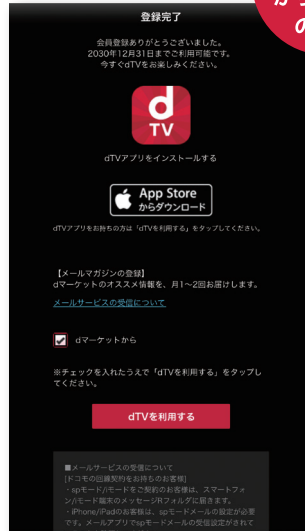 登録完了
の
会員登録ありがとうございました。
2030年12月31日までご利用可能です。
今すぐdTVをお楽しみください。
d
TV
dTVアプリをインストールする
App Store
からダウンロード
dTVアプリをお持ちの方は「dTVを利用する」をタップしてください。
【メールマガジンの登録】
dマーケットのオススメ情報を、月1〜2回お届けします。
メールサービスの受信について
dマーケットから
※チェックを入れたうえで「dTVを利用する」をタップし
てください。
dTVを利用する
■メールサービスの受信について
[ドコモの回線契約をお持ちのお客様]
・spモード/iモードをご契約のお客様は、スマートフォ
ン/iモード端末のメッセージRフォルダに届きます。
・iPhone/iPadのお客様は、spモードメールの設定が必要
です。メールアプリでspモードメールの受信設定がされて